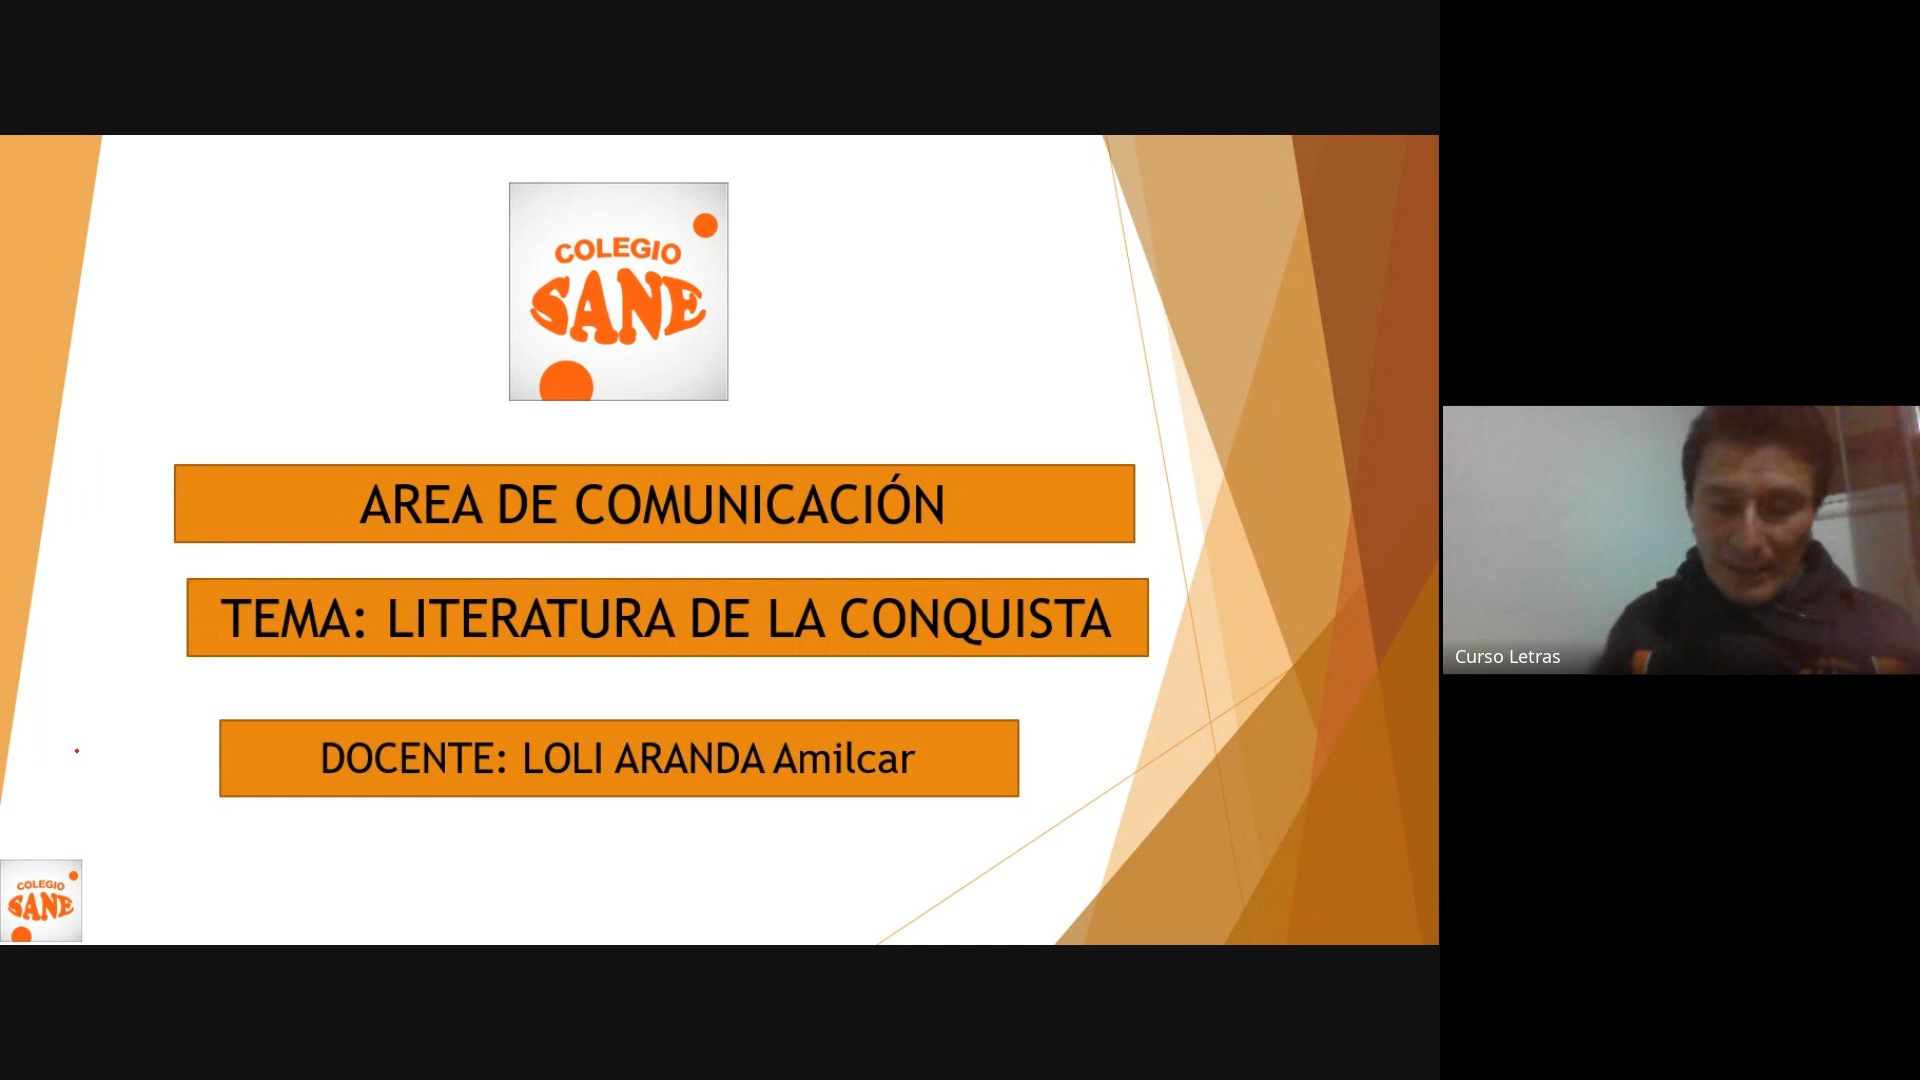 COLEGIO
SANE
AREA DE COMUNICACIÓN
TEMA: LITERATURA DE LA CONQUISTA
DOCENTE: LOLI ARANDA Amilcar
COLEGIO
SANE
Curso Letras